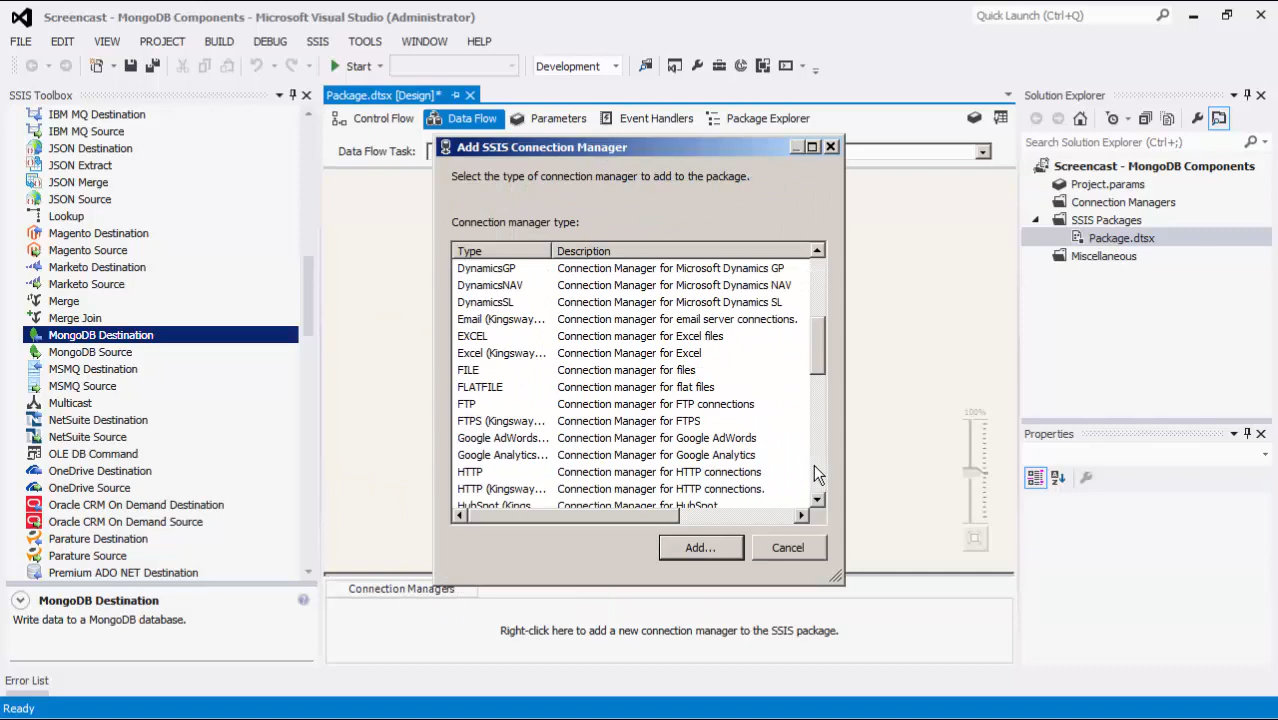 Screencast - MongoDB Components - Microsoft Visual Studio (Administrator)
Quick Launch (Ctrl+Q)
FILE EDIT VIEW PROJECT BUILD DEBUG SSIS TOOLS WINDOW HELP
Start
Development
SSIS Toolbox
IBM MQ Destination
IBM MQ Source
JSON Destination
JSON Extract
JSON Merge
JSON Source
Lookup
Magento Destination
Magento Source
Marketo Destination
Marketo Source
Merge
Merge Join
MongoDB Destination
MongoDB Source
MSMQ Destination
MSMQ Source
Multicast
NetSuite Destination
NetSuite Source
OLE DB Command
OneDrive Destination
OneDrive Source
Oracle CRM On Demand Destination
Oracle CRM On Demand Source
Parature Destination
Parature Source
Premium ADO NET Destination
MongoDB Destination
Write data to a MongoDB database.
Error List
Ready
Package.dtsx [Design]*
Control Flow Data Flow Parameters Event Handlers Package Explorer
Data Flow Task:
Add SSIS Connection Manager
Select the type of connection manager to add to the package.
Connection manager type:
Type Description
DynamicsGP Connection Manager for Microsoft Dynamics GP
DynamicsNAV Connection Manager for Microsoft Dynamics NAV
DynamicsSL Connection Manager for Microsoft Dynamics SL
Email (Kingsway... Connection manager for email server connections.
EXCEL Connection manager for Excel files
Excel (Kingsway... Connection Manager for Excel
FILE Connection manager for files
FLATFILE Connection manager for flat files
FTP Connection manager for FTP connections
FTPS (Kingsway... Connection Manager for FTPS
Google AdWords... Connection Manager for Google AdWords
Google Analytics... Connection Manager for Google Analytics
HTTP Connection manager for HTTP connections
HTTP (Kingsway... Connection manager for HTTP connections.
HubSpot (Kings... Connection Manager for HubSpot
Add... Cancel
100%
Connection Managers
Right-click here to add a new connection manager to the SSIS package.
Solution Explorer
Search Solution Explorer (Ctrl+;)
Screencast - MongoDB Components
Project.params
Connection Managers
SSIS Packages
Package.dtsx
Miscellaneous
Properties